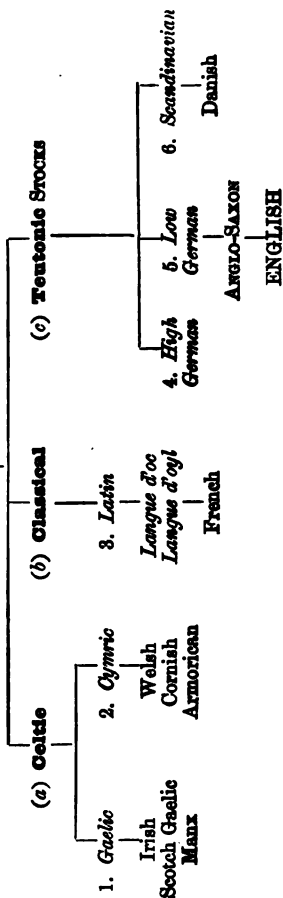 (a) Celtic
(b) Classical
(c) Teutonic Stocks
1. Gaelic
Irish
Scotch Gaelic
Manx
2. Cymric
Welsh
Cornish
Armorican
3. Latin
Langue d'oc
Langue d'oyl
French
4. High
German
5. Low
German
ANGLO-SAXON
ENGLISH
6. Scandinavian
Danish